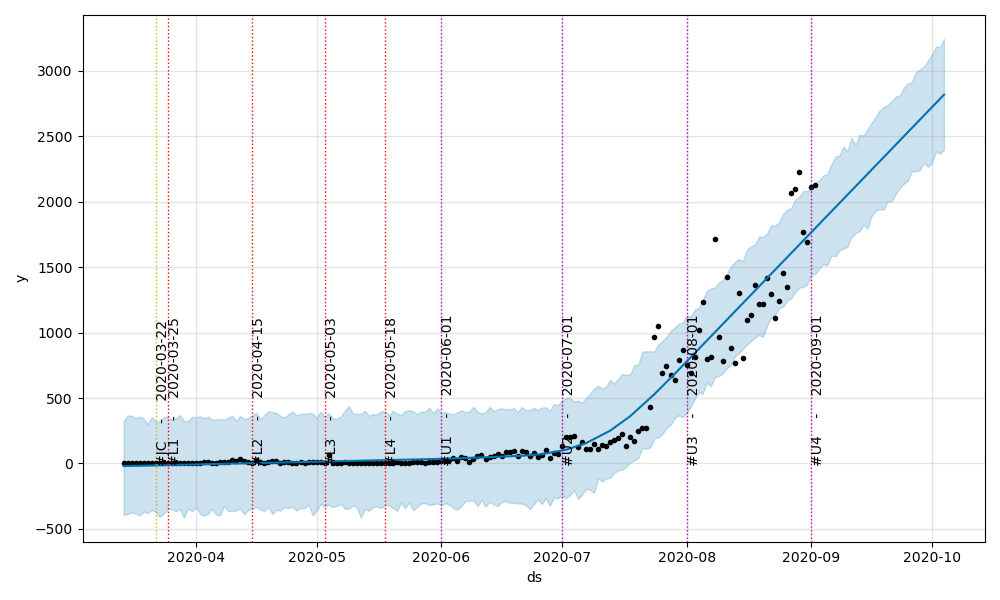 3000
2500
2000
1500
1000
500
0
−500
y
#JC - 2020-03-22
#L1 - 2020-03-25
#L2 - 2020-04-15
#L3 - 2020-05-03
#L4 - 2020-05-18
#U1 - 2020-06-01
#U2 - 2020-07-01
#U3 - 2020-08-01
#U4 - 2020-09-01
2020-04
2020-05
2020-06
2020-07
2020-08
2020-09
2020-10
ds